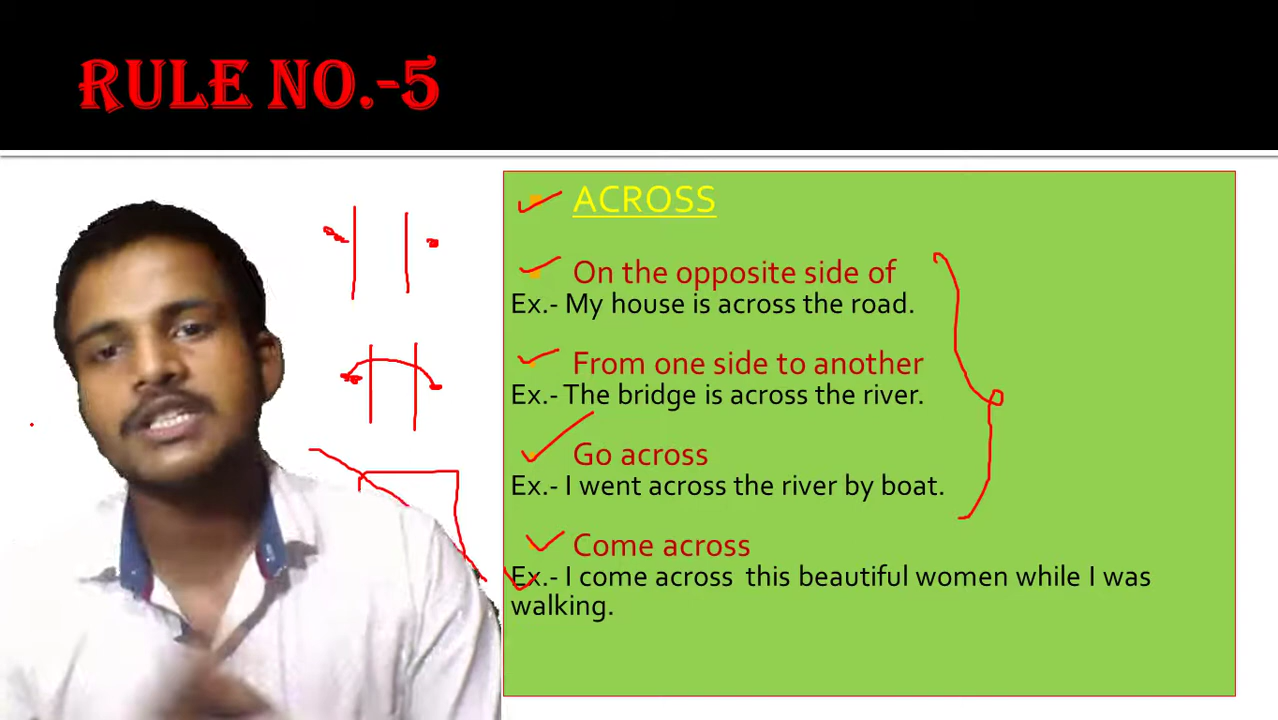 RULE NO.-5
ACROSS
On the opposite side of
Ex.- My house is across the road.
From one side to another
Ex.- The bridge is across the river.
Go across
Ex.- I went across the river by boat.
Come across
Ex.- I come across this beautiful women while I was
walking.